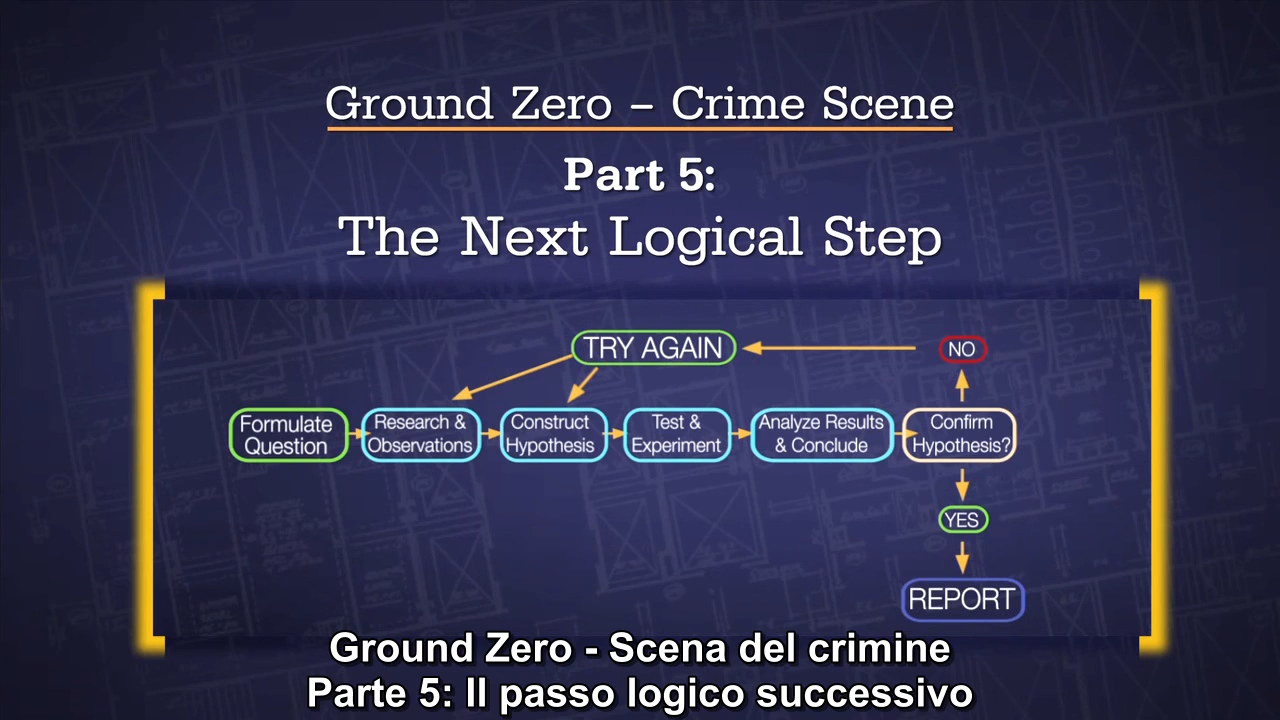 Ground Zero – Crime Scene
Part 5:
The Next Logical Step
TRY AGAIN
NO
Formulate
Question
Research &
Observations
Construct
Hypothesis
Test &
Experiment
Analyze Results
& Conclude
Confirm
Hypothesis?
YES
REPORT
Ground Zero - Scena del crimine
Parte 5: Il passo logico successivo